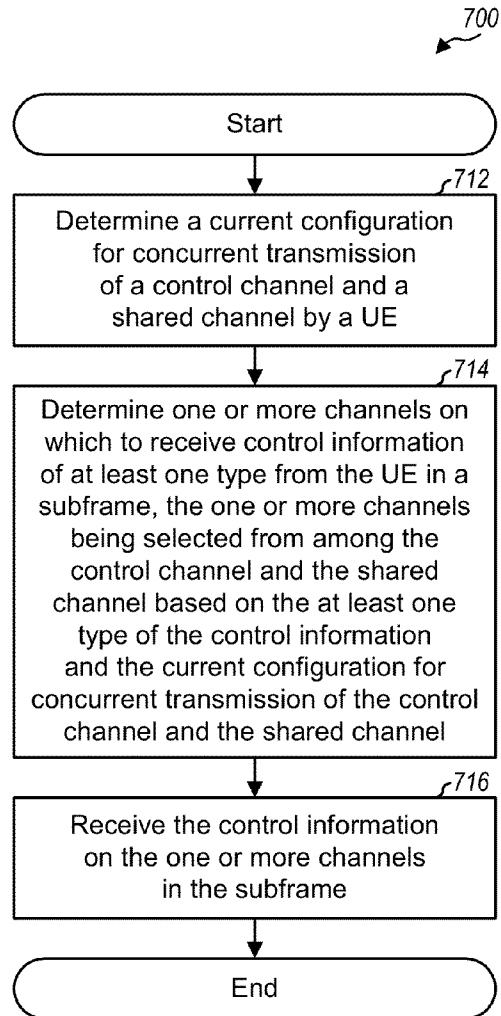 700
Start
712
Determine a current configuration
for concurrent transmission
of a control channel and a
shared channel by a UE
714
Determine one or more channels on
which to receive control information
of at least one type from the UE in a
subframe, the one or more channels
being selected from among the
control channel and the shared
channel based on the at least one
type of the control information
and the current configuration for
concurrent transmission of the control
channel and the shared channel
716
Receive the control information
on the one or more channels
in the subframe
End